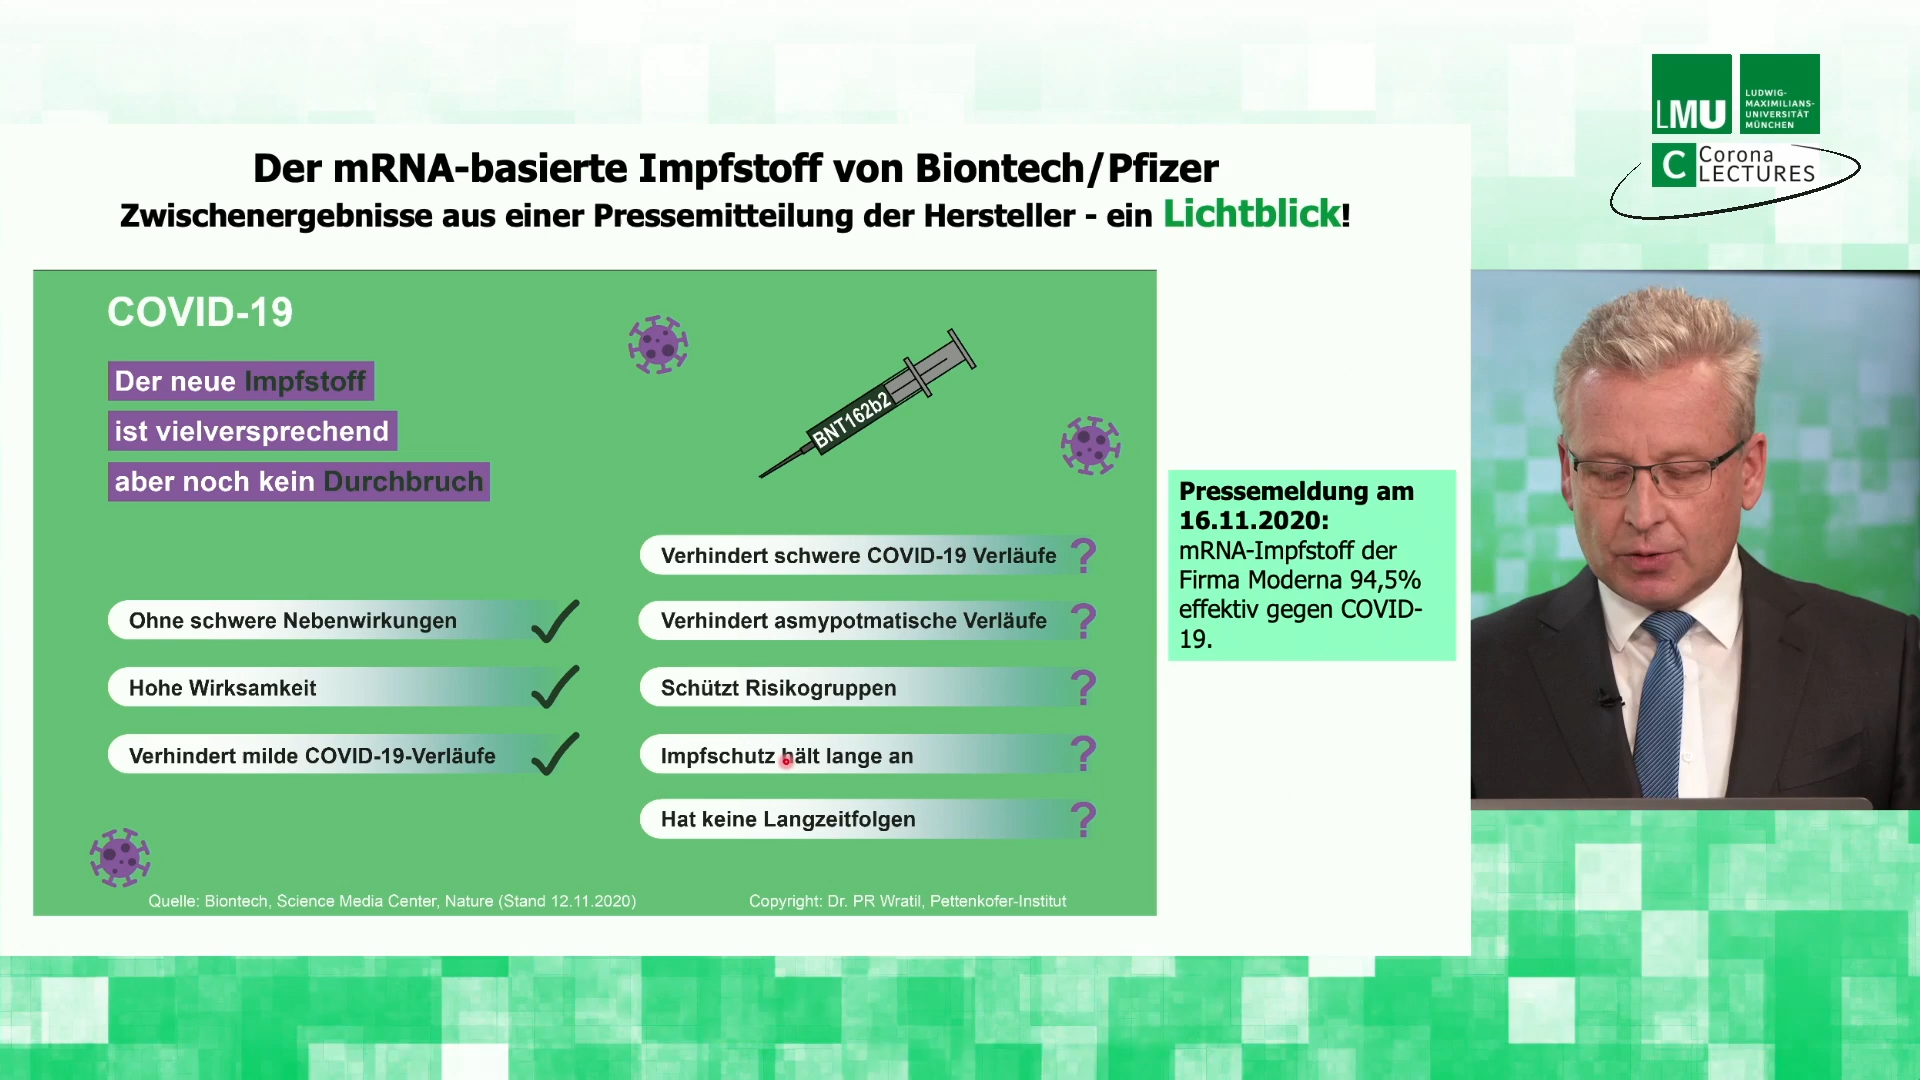 Der mRNA-basierte Impfstoff von Biontech/Pfizer
Zwischenergebnisse aus einer Pressemitteilung der Hersteller - ein Lichtblick!
LMU
LUDWIG-
MAXIMILIANS-
UNIVERSITÄT
MÜNCHEN
C Corona
LECTURES
COVID-19
Der neue Impfstoff
ist vielversprechend
aber noch kein Durchbruch
BNT162b2
Ohne schwere Nebenwirkungen
Hohe Wirksamkeit
Verhindert milde COVID-19-Verläufe
Verhindert schwere COVID-19 Verläufe ?
Verhindert asmypotmatische Verläufe ?
Schützt Risikogruppen ?
Impfschutz hält lange an ?
Hat keine Langzeitfolgen ?
Quelle: Biontech, Science Media Center, Nature (Stand 12.11.2020)
Copyright: Dr. PR Wratil, Pettenkofer-Institut
Pressemeldung am
16.11.2020:
mRNA-Impfstoff der
Firma Moderna 94,5%
effektiv gegen COVID-
19.